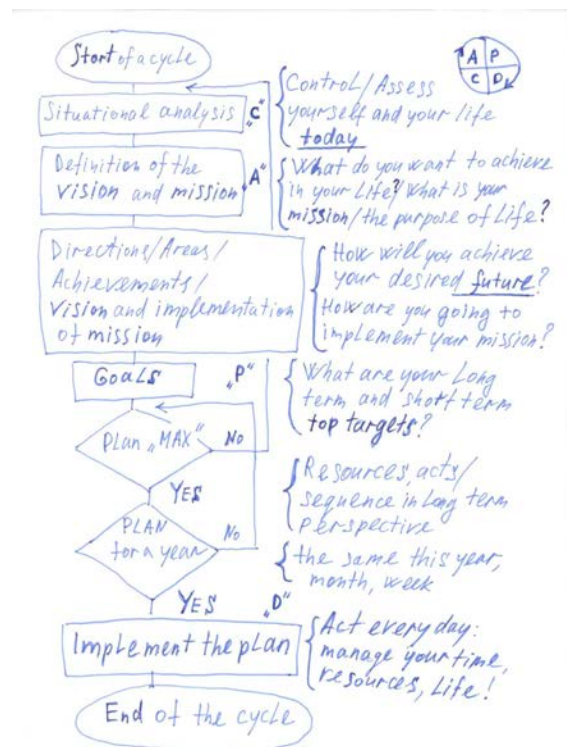 Start of a cycle
A P
C D
Situational analysis
"C"
Control/Assess
yourself and your life
today
Definition of the
vision and mission
"A"
What do you want to achieve
in your Life? What is your
mission/the purpose of Life?
Directions/Areas/
Achievements/
Vision and implementation
of mission
How will you achieve
your desired future?
How are you going to
implement your mission?
Goals
"P"
What are your Long
term and short term
top targets?
Plan "MAX"
No
YES
Resources, acts/
sequence in Long term
perspective
PLAN
for a year
No
the same this year,
month, week
YES
"D"
Implement the plan
Act every day:
manage your time,
resources, Life!
End of the cycle